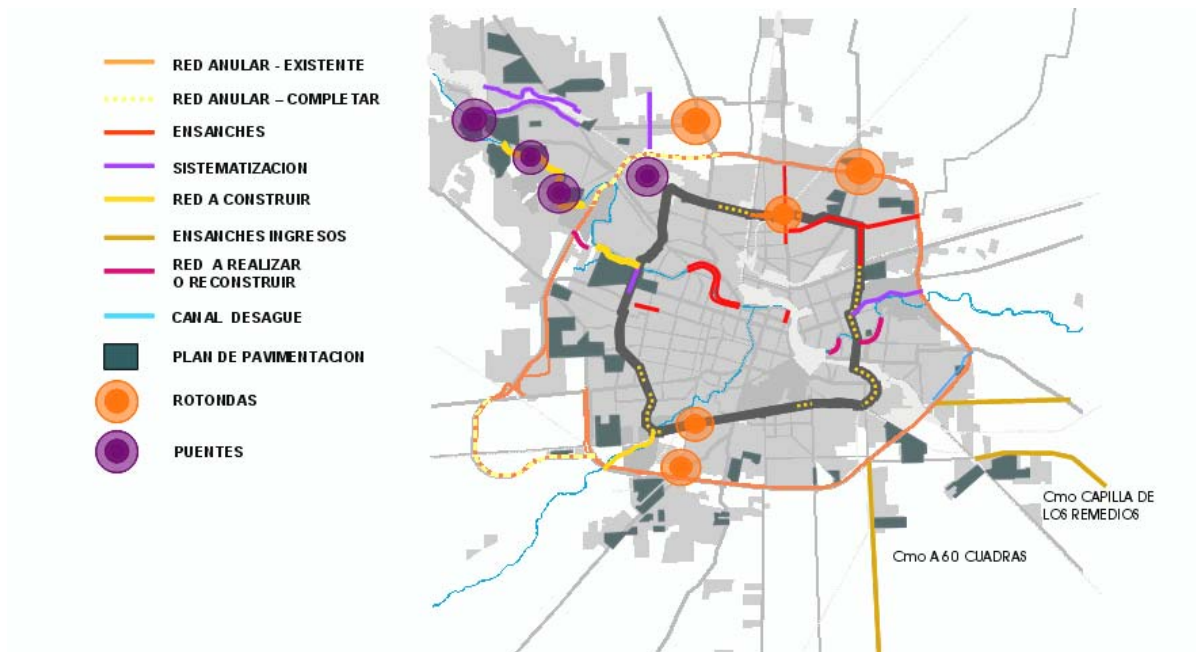 RED ANULAR - EXISTENTE
RED ANULAR – COMPLETAR
ENSANCHES
SISTEMATIZACION
RED A CONSTRUIR
ENSANCHES INGRESOS
RED A REALIZAR
O RECONSTRUIR
CANAL DESAGUE
PLAN DE PAVIMENTACION
ROTONDAS
PUENTES
Cmo CAPILLA DE
LOS REMEDIOS
Cmo A 60 CUADRAS